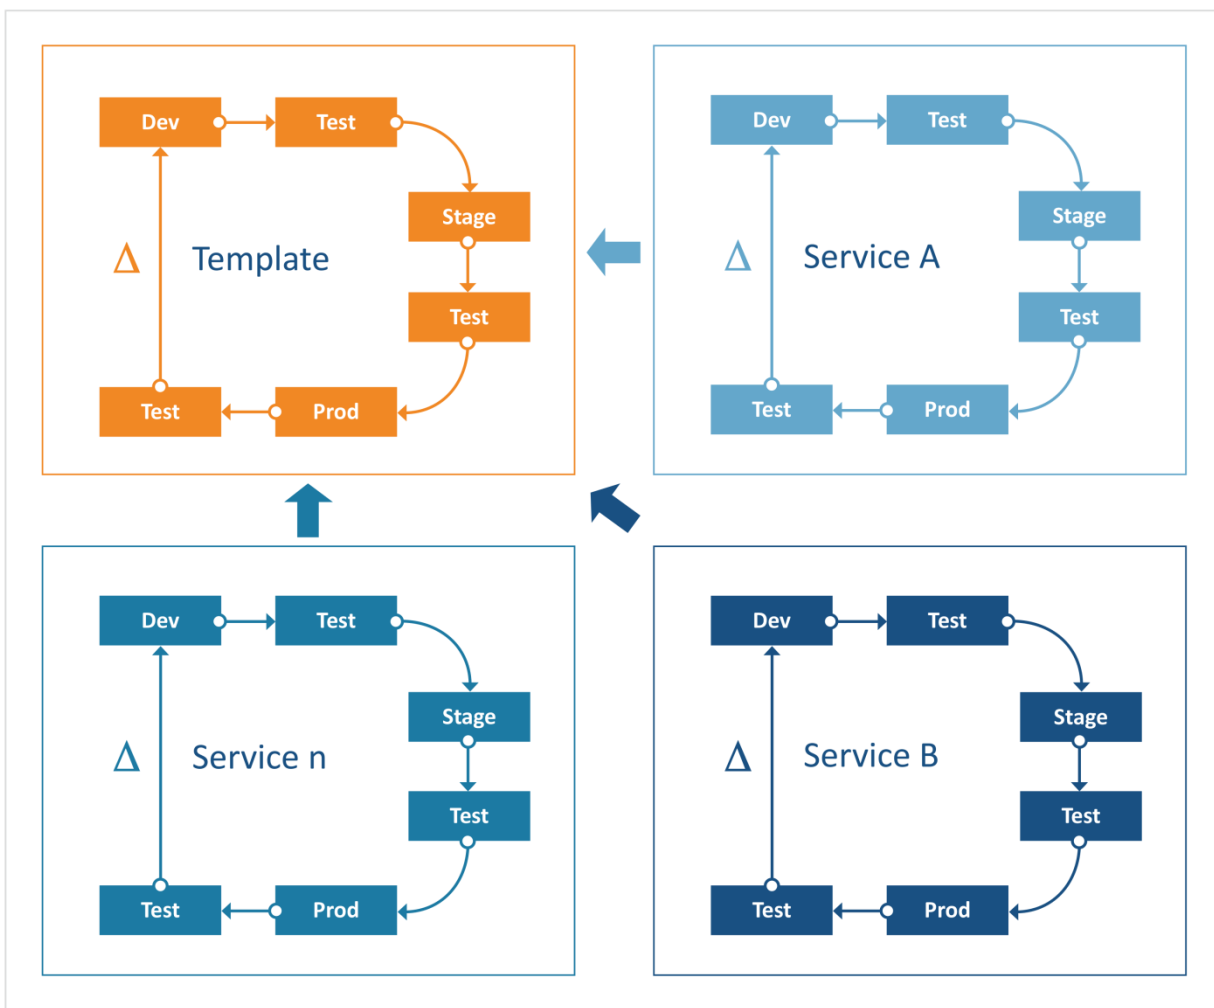 Dev
Test
Stage
Δ
Template
Test
Test
Prod
Dev
Test
Stage
Δ
Service A
Test
Test
Prod
Dev
Test
Stage
Δ
Service n
Test
Test
Prod
Dev
Test
Stage
Δ
Service B
Test
Test
Prod